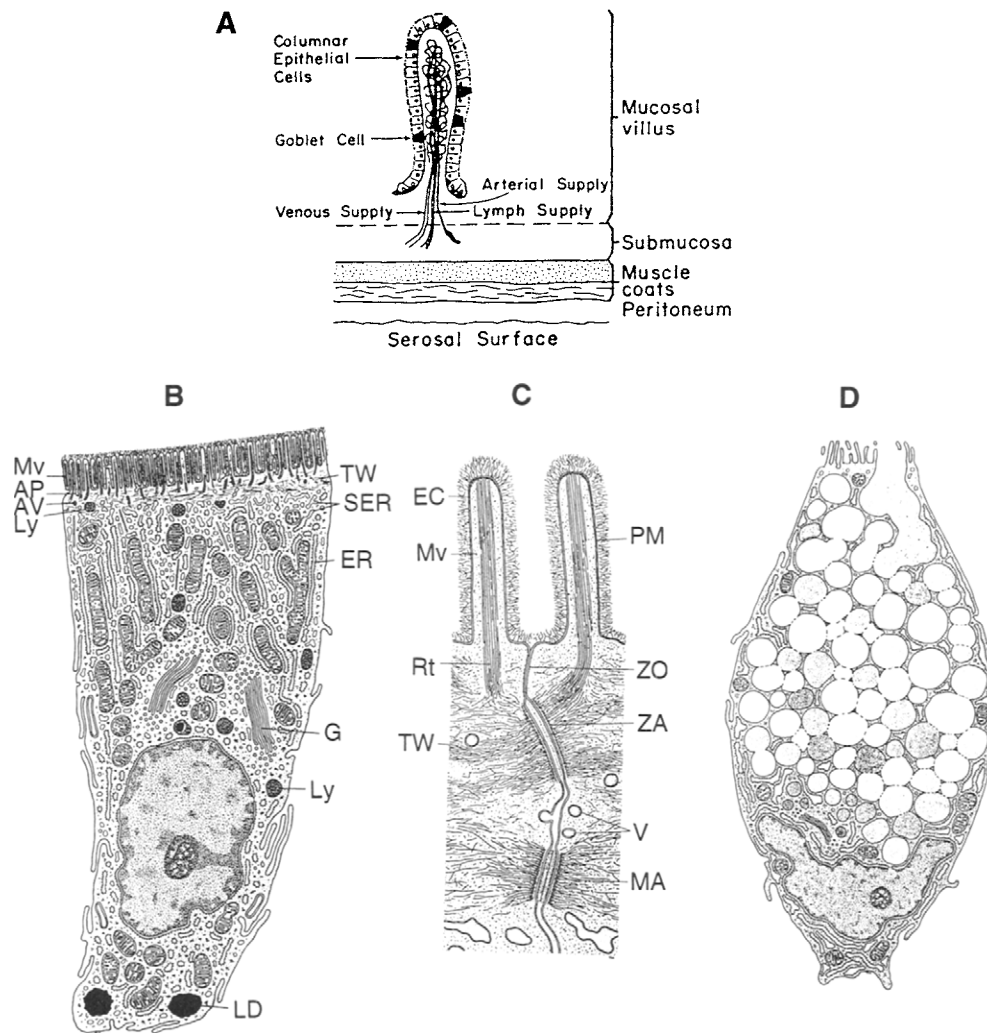 A
Columnar
Epithelial
Cells
Goblet Cell
Arterial Supply
Venous Supply
Lymph Supply
Mucosal
villus
Submucosa
Muscle
coats
Peritoneum
Serosal Surface
B
Mv
AP
AV
Ly
TW
SER
ER
G
Ly
LD
C
EC
Mv
PM
Rt
ZO
ZA
TW
V
MA
D